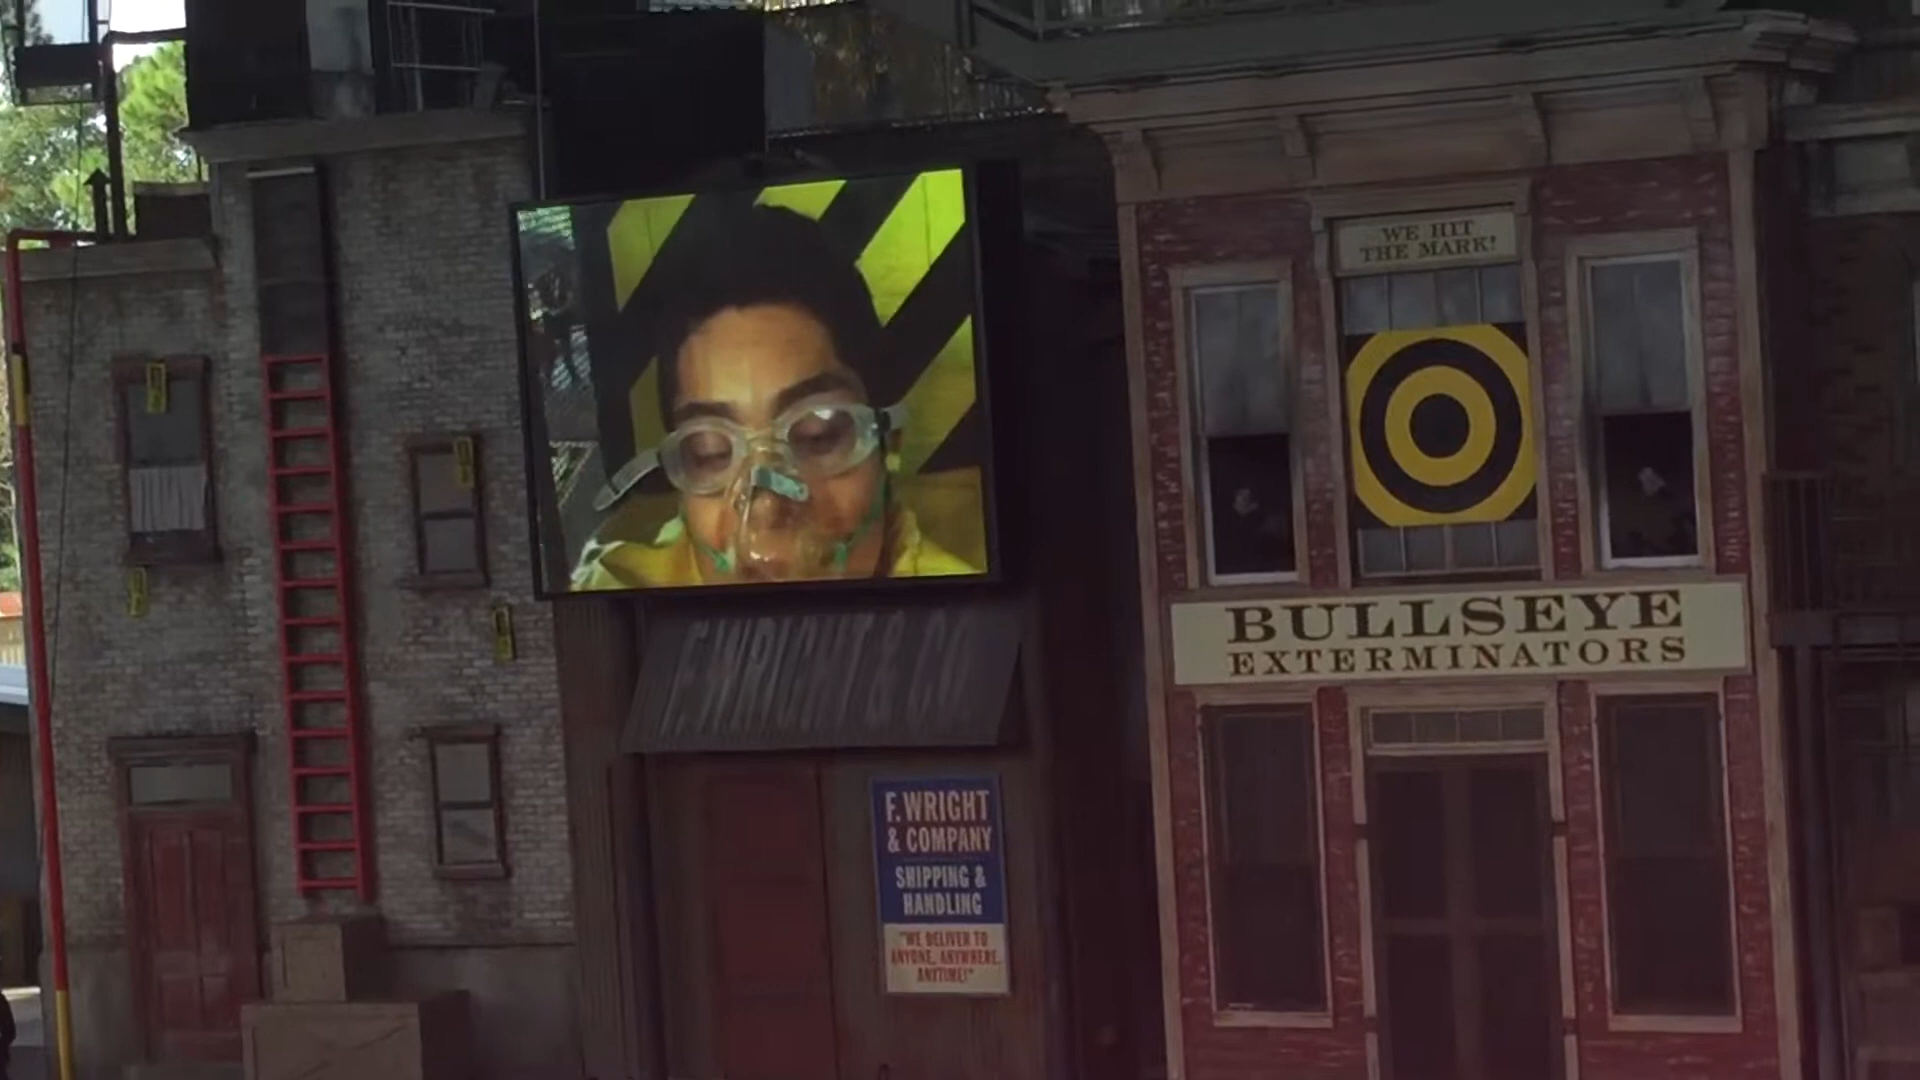 WE HIT
THE MARK!
BULLSEYE
EXTERMINATORS
F. WRIGHT & CO.
F. WRIGHT
& COMPANY
SHIPPING &
HANDLING
"WE DELIVER TO
ANYONE, ANYWHERE,
ANYTIME!"